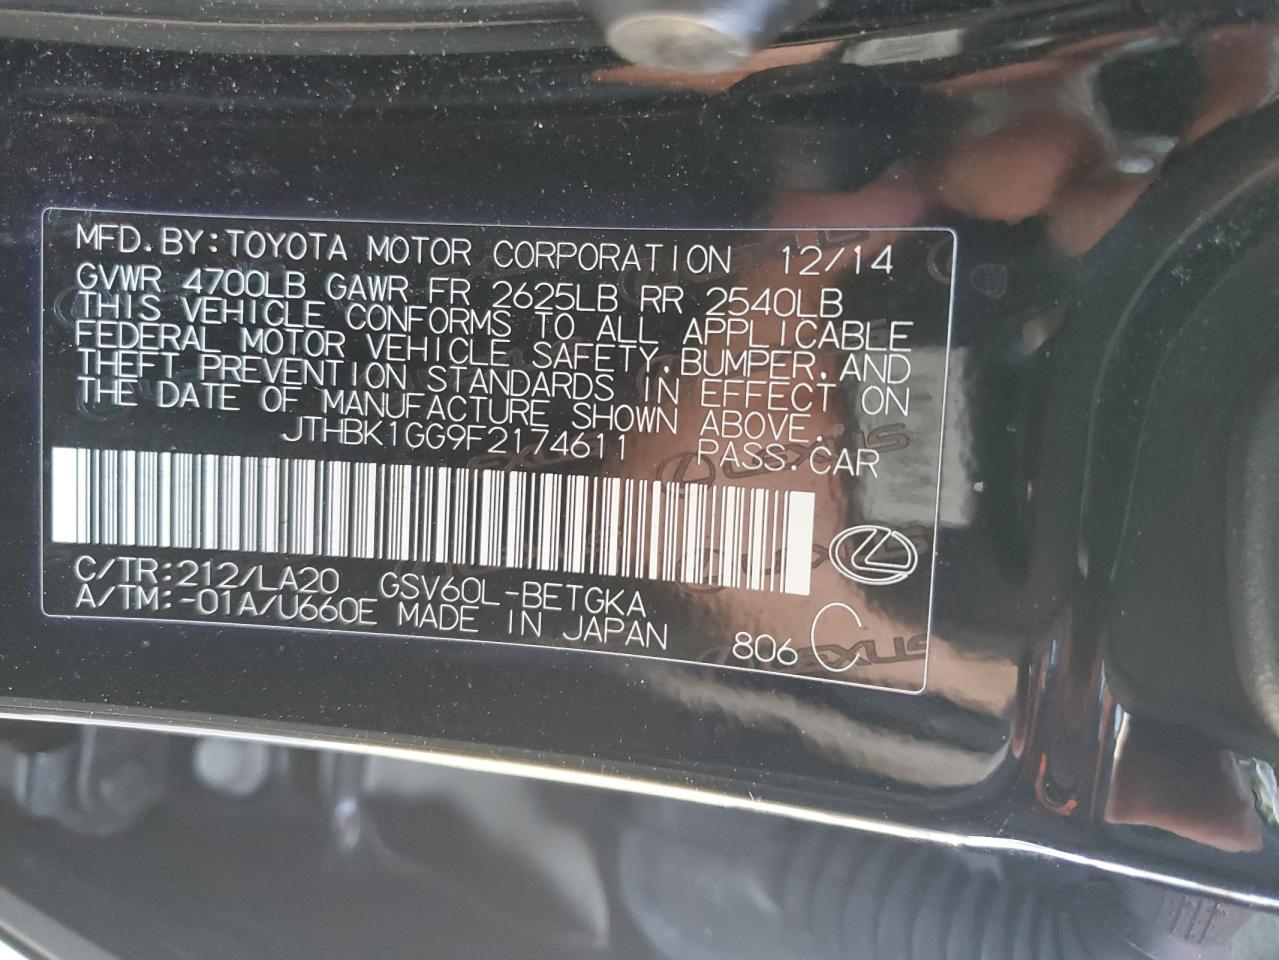 MFD.BY:TOYOTA MOTOR CORPORATION 12/14
GVWR 4700LB GAWR FR 2625LB RR 2540LB
THIS VEHICLE CONFORMS TO ALL APPLICABLE
FEDERAL MOTOR VEHICLE SAFETY,BUMPER,AND
THEFT PREVENTION STANDARDS IN EFFECT ON
THE DATE OF MANUFACTURE SHOWN ABOVE.
JTHBK1GG9F2174611 PASS.CAR
C/TR:212/LA20 GSV60L-BETGKA
A/TM:-01A/U660E MADE IN JAPAN 806 C
LEXUS
LEXUS